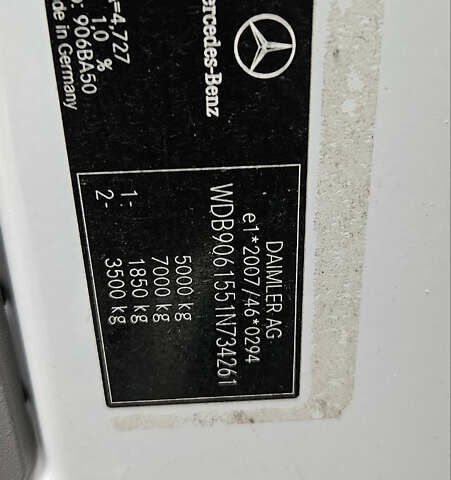 DAIMLER AG
e1*2007/46*0294
WDB9061551N734261
5000 kg
7000 kg
1- 1850 kg
2- 3500 kg
Mercedes-Benz
=4,727
1.0 %
: 906BA50
de in Germany